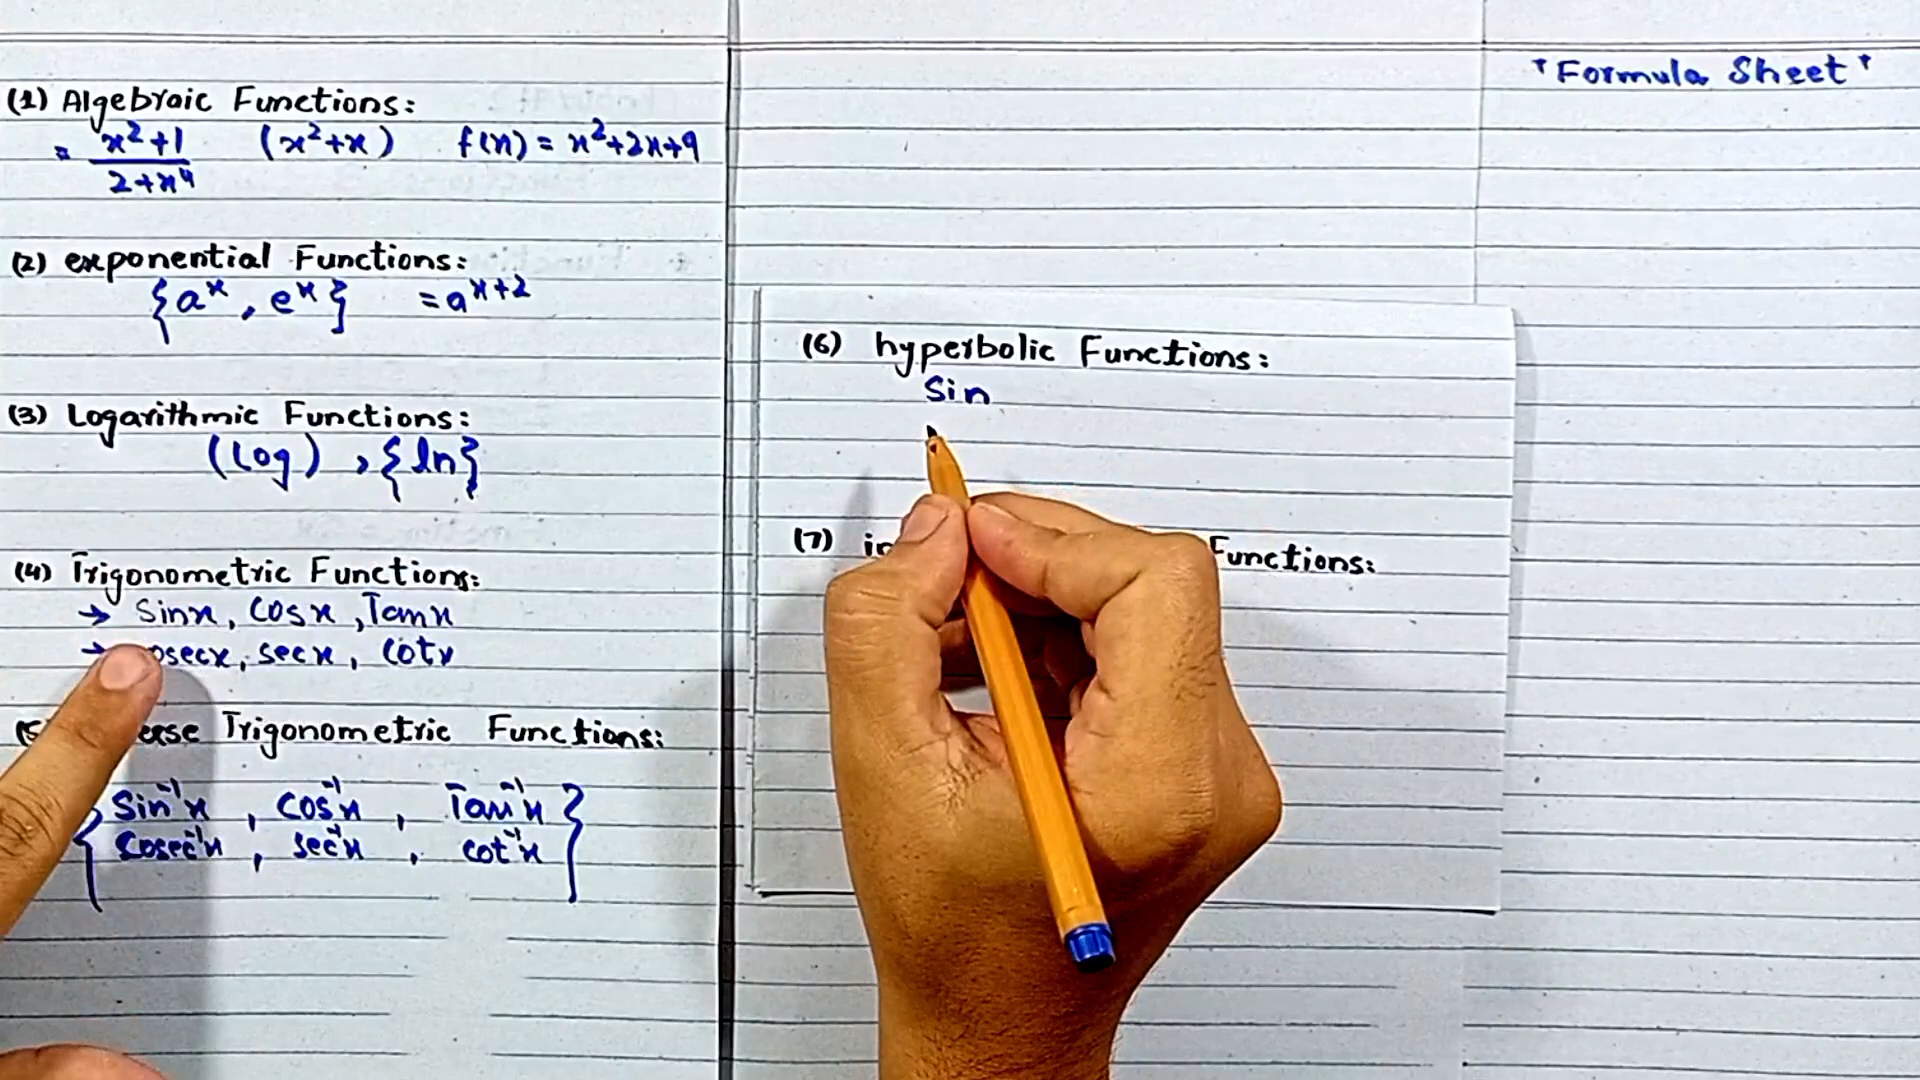 (1) Algebraic Functions:
= x²+1 / 2+x⁴ (x²+x) f(x) = x²+2x+9
(2) exponential Functions:
{aˣ, eˣ} = aˣ⁺²
(3) Logarithmic Functions:
(log) , {ln}
(4) Trigonometric Functions:
→ Sinx, Cosx, Tanx
→ secx, cotx
Trigonometric Functions:
{Sin⁻¹x , Cos⁻¹x , Tan⁻¹x
Cosec⁻¹x , sec⁻¹x , cot⁻¹x}
'Formula Sheet'
(6) hyperbolic Functions:
Sin
(7) Functions: